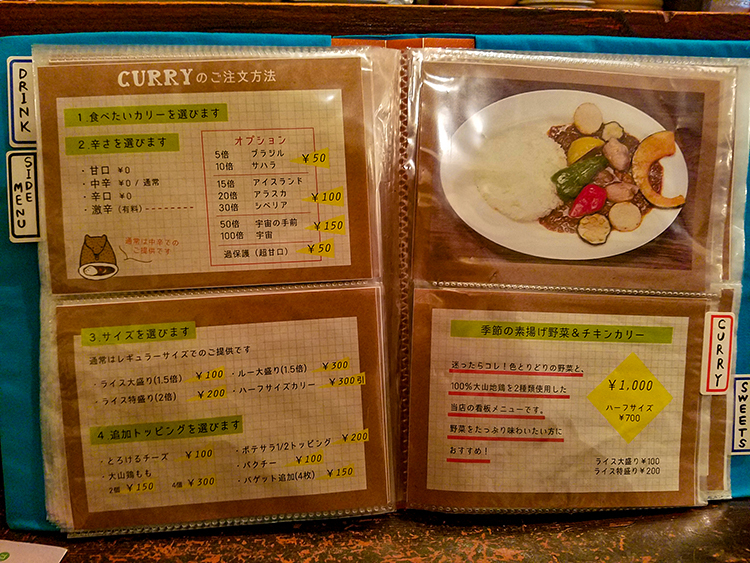 DRINK
SIDE MENU
CURRYのご注文方法
1.食べたいカリーを選びます
2 辛さを選びます
・甘口 ¥0
・中辛 ¥0 / 通常
・辛口 ¥0
・激辛 (有料)
通常は中辛での
ご提供です
オプション
5倍 ブラジル
10倍 サハラ
¥50
15倍 アイスランド
20倍 アラスカ
30倍 シベリア
¥100
50倍 宇宙の手前
100倍 宇宙
¥150
過保護 (超甘口)
¥50
3.サイズを選びます
通常はレギュラーサイズでのご提供です
・ライス大盛り(1.5倍) ¥100
・ルー大盛り(1.5倍) ¥300
・ライス特盛り(2倍) ¥200
・ハーフサイズカリー ¥300引
4 追加トッピングを選びます
・とろけるチーズ ¥100
・ポテサラ1/2トッピング ¥200
・大山鶏もも
2個 ¥150 4個 ¥300
・パクチー ¥100
・バゲット追加(4枚) ¥150
季節の素揚げ野菜&チキンカリー
迷ったらコレ!色とりどりの野菜と、
100%大山地鶏を2種類使用した
当店の看板メニューです。
野菜をたっぷり味わいたい方に
おすすめ!
¥1,000
ハーフサイズ
¥700
ライス大盛り¥100
ライス特盛り¥200
CURRY
SWEETS